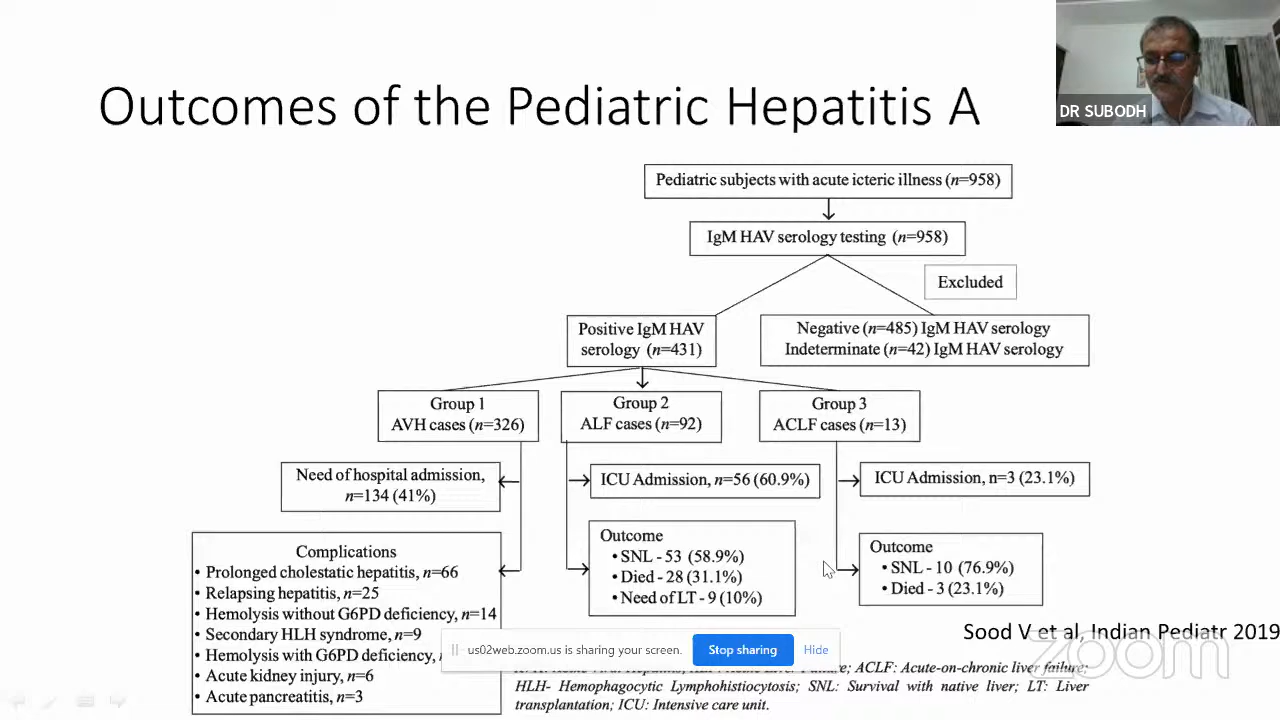 Outcomes of the Pediatric Hepatitis A
DR SUBODH
Pediatric subjects with acute icteric illness (n=958)
IgM HAV serology testing (n=958)
Excluded
Positive IgM HAV
serology (n=431)
Negative (n=485) IgM HAV serology
Indeterminate (n=42) IgM HAV serology
Group 1
AVH cases (n=326)
Group 2
ALF cases (n=92)
Group 3
ACLF cases (n=13)
Need of hospital admission,
n=134 (41%)
ICU Admission, n=56 (60.9%)
ICU Admission, n=3 (23.1%)
Complications
• Prolonged cholestatic hepatitis, n=66
• Relapsing hepatitis, n=25
• Hemolysis without G6PD deficiency, n=14
• Secondary HLH syndrome, n=9
• Hemolysis with G6PD deficiency,
• Acute kidney injury, n=6
• Acute pancreatitis, n=3
Outcome
• SNL - 53 (58.9%)
• Died - 28 (31.1%)
• Need of LT - 9 (10%)
Outcome
• SNL - 10 (76.9%)
• Died - 3 (23.1%)
Sood V et al, Indian Pediatr 2019
us02web.zoom.us is sharing your screen.
Stop sharing
Hide
zoom
ACLF: Acute-on-chronic liver failure;
HLH- Hemophagocytic Lymphohistiocytosis; SNL: Survival with native liver; LT: Liver
transplantation; ICU: Intensive care unit.